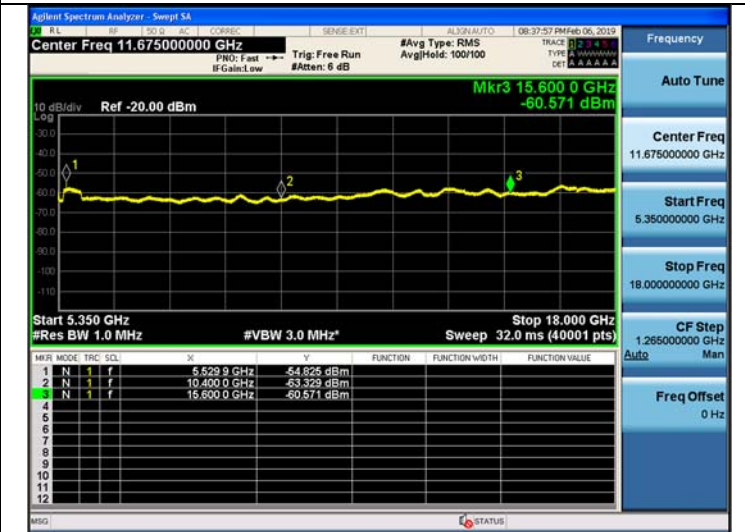 Agilent Spectrum Analyzer - Swept SA
RL RF 50 Ω AC CORREC SENSE:EXT ALIGNAUTO 08:37:57 PM Feb 06, 2019
Center Freq 11.675000000 GHz
PNO: Fast
IFGain:Low
Trig: Free Run
#Atten: 6 dB
#Avg Type: RMS
Avg|Hold: 100/100
TRACE 1 2 3 4 5 6
TYPE
DET A A A A A A
Mkr3 15.600 0 GHz
-60.571 dBm
10 dB/div Ref -20.00 dBm
Log
-30.0
-40.0
-50.0
-60.0
-70.0
-80.0
-90.0
-100
-110
1
2
3
Start 5.350 GHz Stop 18.000 GHz
#Res BW 1.0 MHz #VBW 3.0 MHz* Sweep 32.0 ms (40001 pts)
MKR MODE TRC SCL X Y FUNCTION FUNCTION WIDTH FUNCTION VALUE
1 N 1 f 5.529 9 GHz -54.825 dBm
2 N 1 f 10.400 0 GHz -63.329 dBm
3 N 1 f 15.600 0 GHz -60.571 dBm
4
5
6
7
8
9
10
11
12
MSG STATUS
Frequency
Auto Tune
Center Freq
11.675000000 GHz
Start Freq
5.350000000 GHz
Stop Freq
18.000000000 GHz
CF Step
1.265000000 GHz
Auto Man
Freq Offset
0 Hz